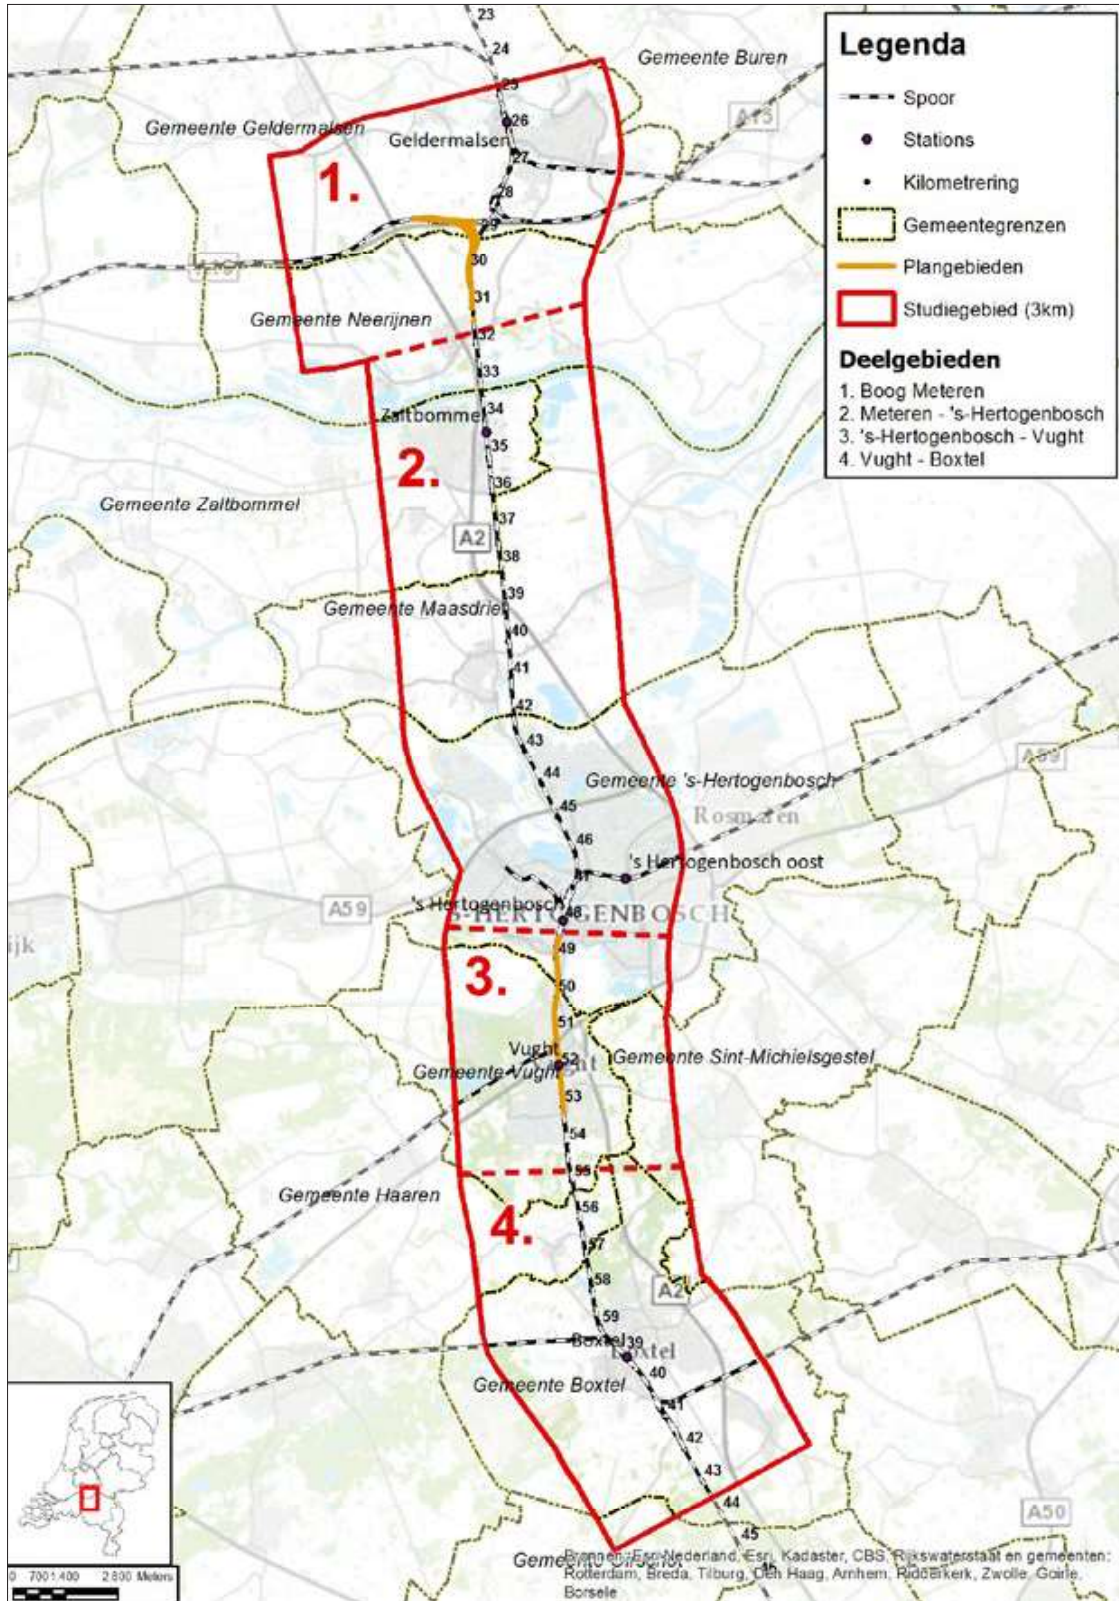 23
24
Gemeente Buren
25
26
Gemeente Geldermalsen
Geldermalsen
A15
27
1.
28
29
30
31
Gemeente Neerijnen
32
33
34
Zaltbommel
35
2.
36
Gemeente Zaltbommel
37
A2
38
39
Gemeente Maasdriel
40
41
42
43
44
Gemeente 's-Hertogenbosch
A59
45
Rosmalen
46
's Hertogenbosch oost
47
's Hertogenbosch
A59
48
'S-HERTOGENBOSCH
49
ijk
3.
50
51
Vught
52
Gemeente Sint-Michielsgestel
Gemeente Vught
53
54
55
Gemeente Haaren
56
4.
57
58
A2
59
Boxtel
39
Boxtel
40
Gemeente Boxtel
41
42
43
44
A50
45
46
Legenda
Spoor
Stations
Kilometrering
Gemeentegrenzen
Plangebieden
Studiegebied (3km)
Deelgebieden
1. Boog Meteren
2. Meteren - 's-Hertogenbosch
3. 's-Hertogenbosch - Vught
4. Vught - Boxtel
0 700 1.400 2.800 Meters
Gemeente Oirschot
Bronnen: Esri Nederland, Esri, Kadaster, CBS, Rijkswaterstaat en gemeenten:
Rotterdam, Breda, Tilburg, Den Haag, Arnhem, Ridderkerk, Zwolle, Goirle,
Borsele